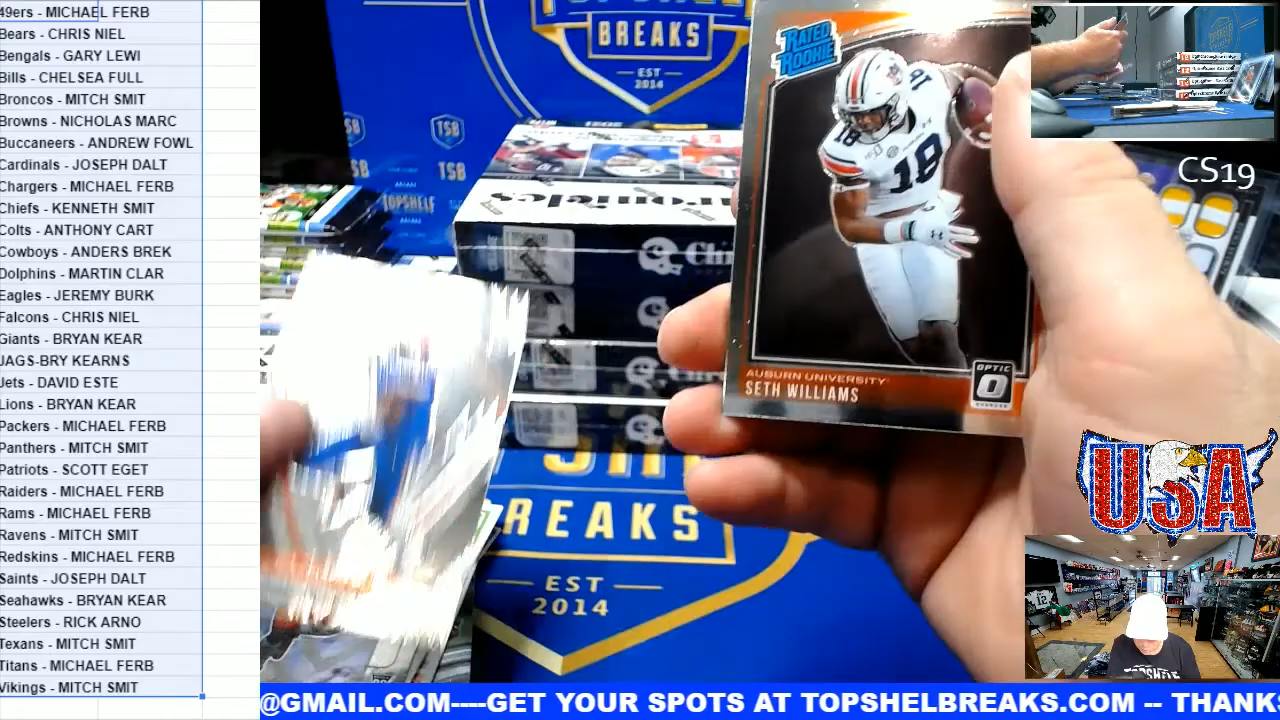 49ers - MICHAEL FERB
Bears - CHRIS NIEL
Bengals - GARY LEWI
Bills - CHELSEA FULL
Broncos - MITCH SMIT
Browns - NICHOLAS MARC
Buccaneers - ANDREW FOWL
Cardinals - JOSEPH DALT
Chargers - MICHAEL FERB
Chiefs - KENNETH SMIT
Colts - ANTHONY CART
Cowboys - ANDERS BREK
Dolphins - MARTIN CLAR
Eagles - JEREMY BURK
Falcons - CHRIS NIEL
Giants - BRYAN KEAR
JAGS-BRY KEARNS
Jets - DAVID ESTE
Lions - BRYAN KEAR
Packers - MICHAEL FERB
Panthers - MITCH SMIT
Patriots - SCOTT EGET
Raiders - MICHAEL FERB
Rams - MICHAEL FERB
Ravens - MITCH SMIT
Redskins - MICHAEL FERB
Saints - JOSEPH DALT
Seahawks - BRYAN KEAR
Steelers - RICK ARNO
Texans - MITCH SMIT
Titans - MICHAEL FERB
Vikings - MITCH SMIT
BREAKS
EST
2014
TSB
TSB
TOPSHELF
RATED
ROOKIE
18
18
AUBURN UNIVERSITY
SETH WILLIAMS
OPTIC
CS19
USA
BREAKS
EST
2014
@GMAIL.COM----GET YOUR SPOTS AT TOPSHELBREAKS.COM -- THANKS